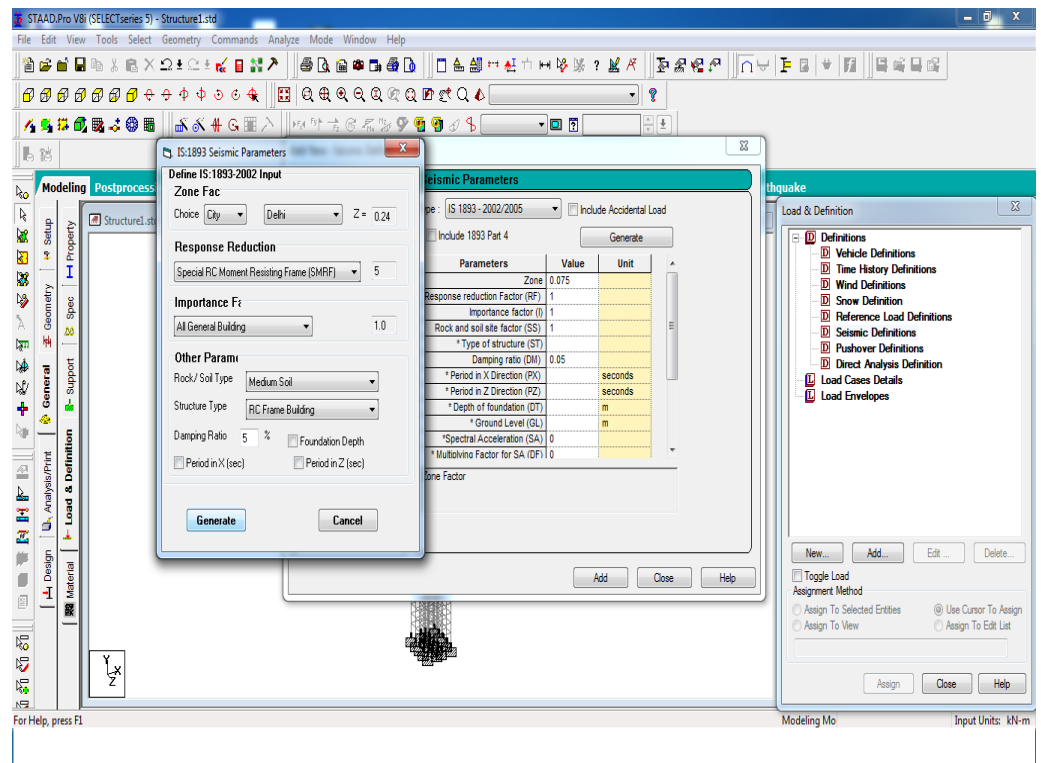 STAAD.Pro V8i (SELECTseries 5) - Structure1.std
File Edit View Tools Select Geometry Commands Analyze Mode Window Help
Modeling Postprocess
quake
Structure1.st
Setup
Geometry
General
Analysis/Print
Design
Property
Spec
Support
Load & Definition
Material
IS:1893 Seismic Parameters
Define IS:1893-2002 Input
Zone Fac
Choice City Delhi Z = 0.24
Response Reduction
Special RC Moment Resisting Frame (SMRF) 5
Importance Fa
All General Building 1.0
Other Parame
Rock/ Soil Type Medium Soil
Structure Type RC Frame Building
Damping Ratio 5 % Foundation Depth
Period in X (sec) Period in Z (sec)
Generate Cancel
eismic Parameters
pe : IS 1893 - 2002/2005 Include Accidental Load
Include 1893 Part 4 Generate
Parameters Value Unit
Zone 0.075
Response reduction Factor (RF) 1
Importance factor (I) 1
Rock and soil site factor (SS) 1
* Type of structure (ST)
Damping ratio (DM) 0.05
* Period in X Direction (PX) seconds
* Period in Z Direction (PZ) seconds
* Depth of foundation (DT) m
* Ground Level (GL) m
*Spectral Acceleration (SA) 0
* Multiplying Factor for SA (DF) 0
Zone Factor
Add Close Help
Load & Definition
Definitions
Vehicle Definitions
Time History Definitions
Wind Definitions
Snow Definition
Reference Load Definitions
Seismic Definitions
Pushover Definitions
Direct Analysis Definition
Load Cases Details
Load Envelopes
New... Add... Edit ... Delete...
Toggle Load
Assignment Method
Assign To Selected Entities Use Cursor To Assign
Assign To View Assign To Edit List
Assign Close Help
Y
X
Z
For Help, press F1 Modeling Mo Input Units: kN-m